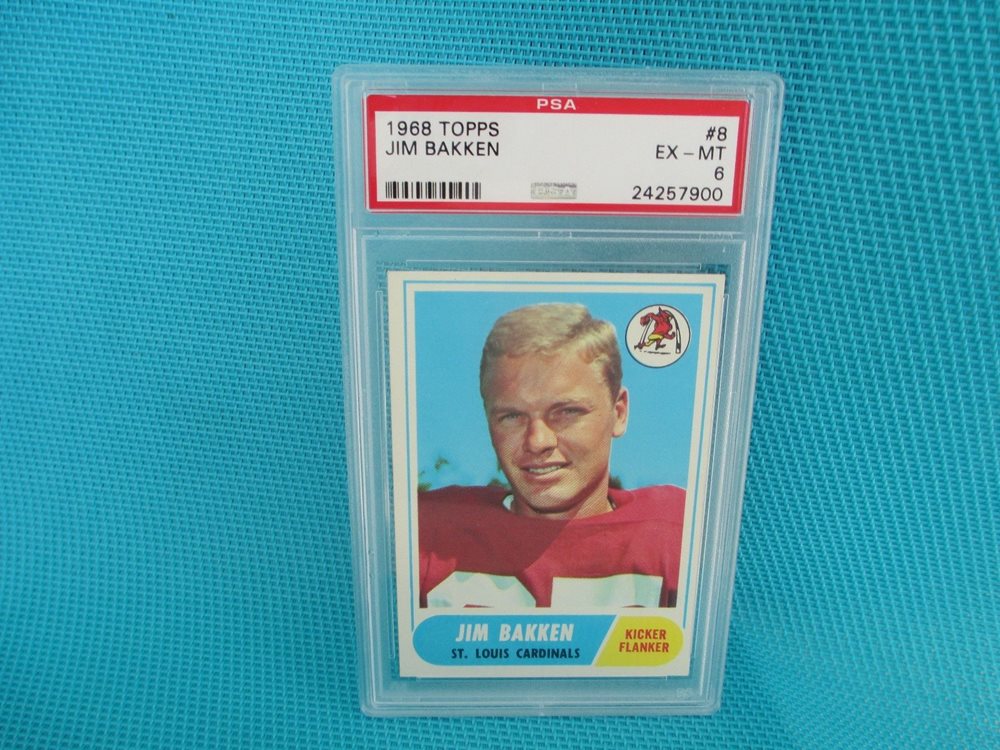 PSA
1968 TOPPS #8
JIM BAKKEN EX - MT
6
24257900
JIM BAKKEN
ST. LOUIS CARDINALS
KICKER
FLANKER